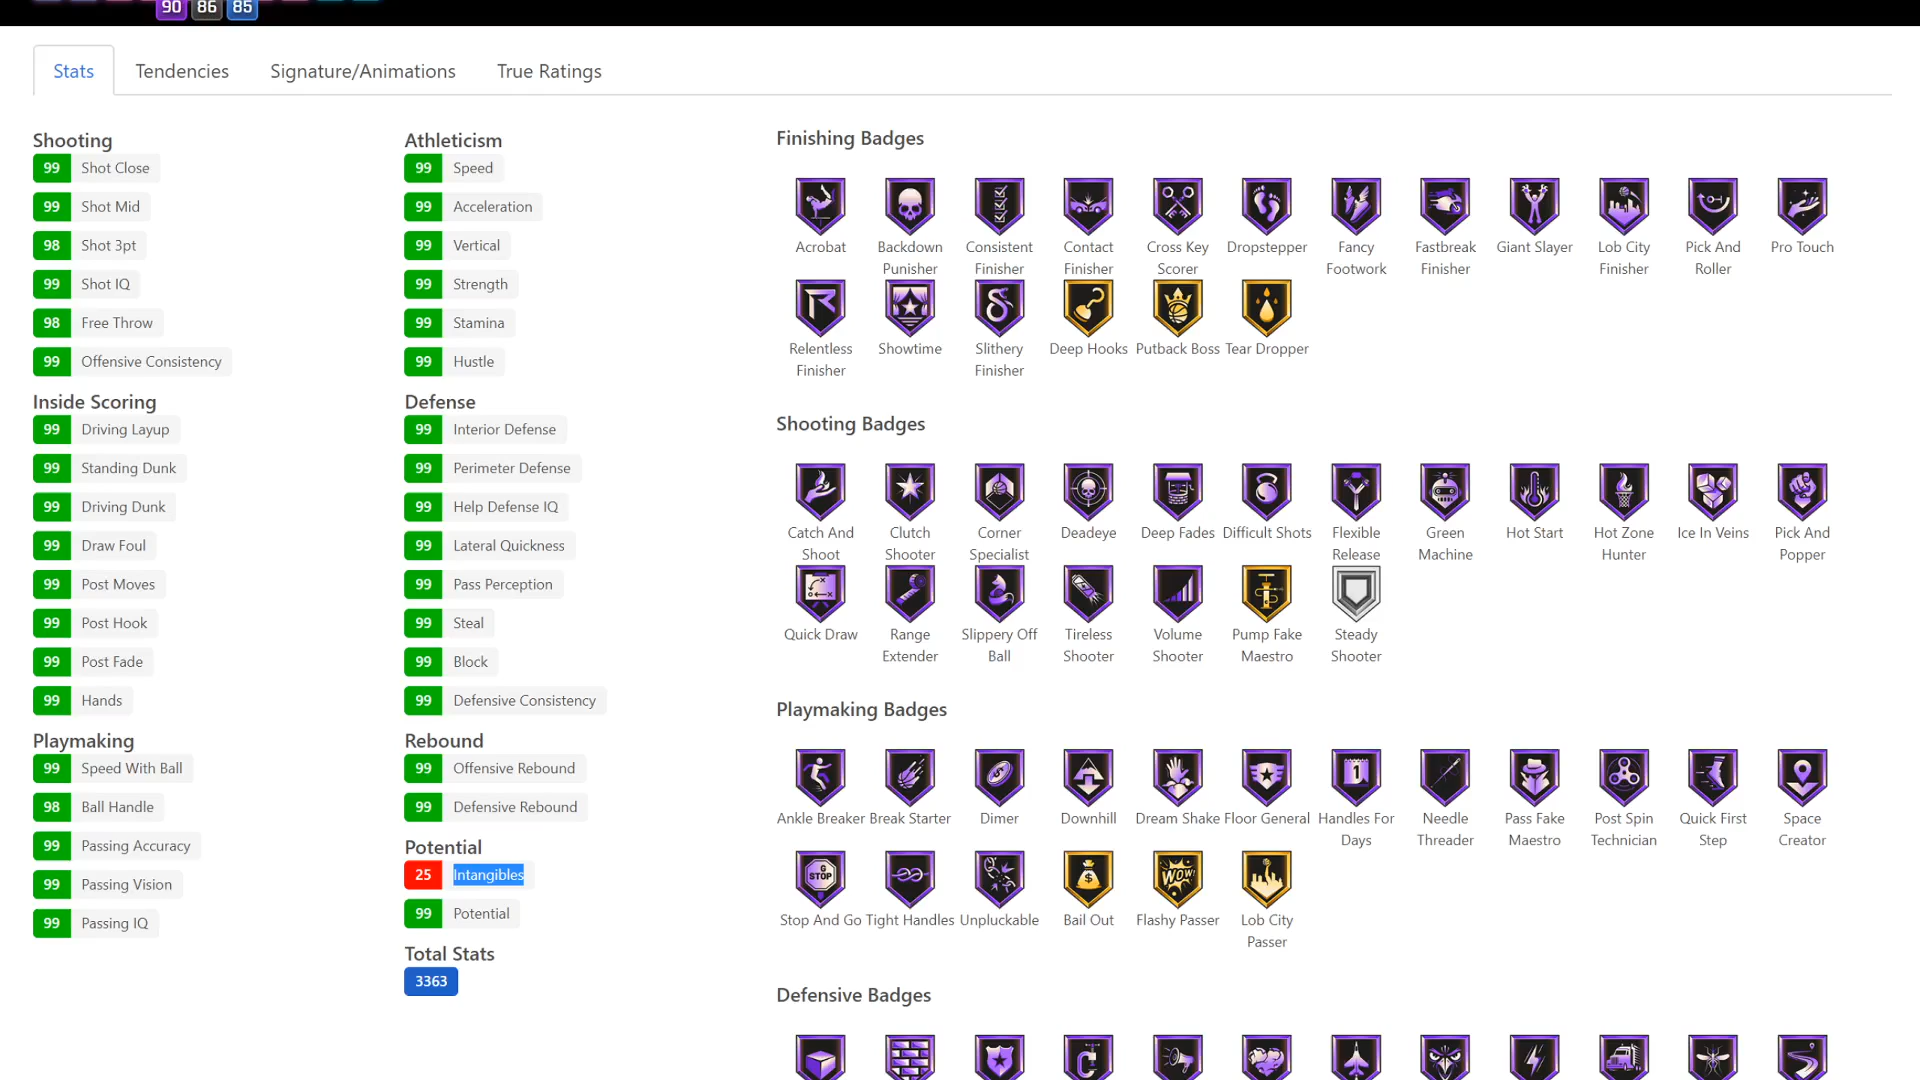 90 86 85
Stats Tendencies Signature/Animations True Ratings
Shooting
99 Shot Close
99 Shot Mid
98 Shot 3pt
99 Shot IQ
98 Free Throw
99 Offensive Consistency
Inside Scoring
99 Driving Layup
99 Standing Dunk
99 Driving Dunk
99 Draw Foul
99 Post Moves
99 Post Hook
99 Post Fade
99 Hands
Playmaking
99 Speed With Ball
98 Ball Handle
99 Passing Accuracy
99 Passing Vision
99 Passing IQ
Athleticism
99 Speed
99 Acceleration
99 Vertical
99 Strength
99 Stamina
99 Hustle
Defense
99 Interior Defense
99 Perimeter Defense
99 Help Defense IQ
99 Lateral Quickness
99 Pass Perception
99 Steal
99 Block
99 Defensive Consistency
Rebound
99 Offensive Rebound
99 Defensive Rebound
Potential
25 Intangibles
99 Potential
Total Stats
3363
Finishing Badges
Acrobat
Backdown
Punisher
Consistent
Finisher
Contact
Finisher
Cross Key
Scorer
Dropstepper
Fancy
Footwork
Fastbreak
Finisher
Giant Slayer
Lob City
Finisher
Pick And
Roller
Pro Touch
Relentless
Finisher
Showtime
Slithery
Finisher
Deep Hooks
Putback Boss
Tear Dropper
Shooting Badges
Catch And
Shoot
Clutch
Shooter
Corner
Specialist
Deadeye
Deep Fades
Difficult Shots
Flexible
Release
Green
Machine
Hot Start
Hot Zone
Hunter
Ice In Veins
Pick And
Popper
Quick Draw
Range
Extender
Slippery Off
Ball
Tireless
Shooter
Volume
Shooter
Pump Fake
Maestro
Steady
Shooter
Playmaking Badges
Ankle Breaker
Break Starter
Dimer
Downhill
Dream Shake
Floor General
1
Handles For
Days
Needle
Threader
Pass Fake
Maestro
Post Spin
Technician
Quick First
Step
Space
Creator
G
STOP
Stop And Go
Tight Handles
Unpluckable
Bail Out
WOW!
Flashy Passer
Lob City
Passer
Defensive Badges